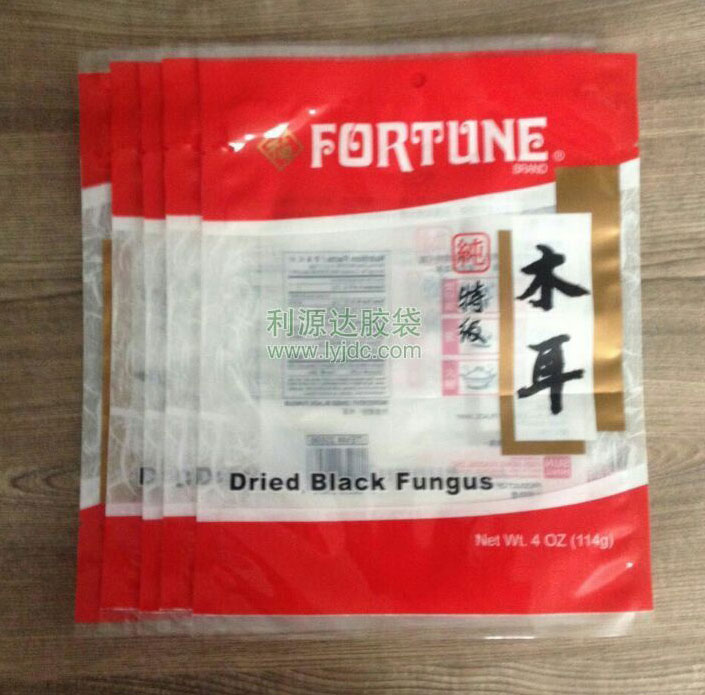 FORTUNE®
BRAND
純
特級
木耳
利源达胶袋
www.lyjdc.com
Dried Black Fungus
Net Wt. 4 OZ (114g)